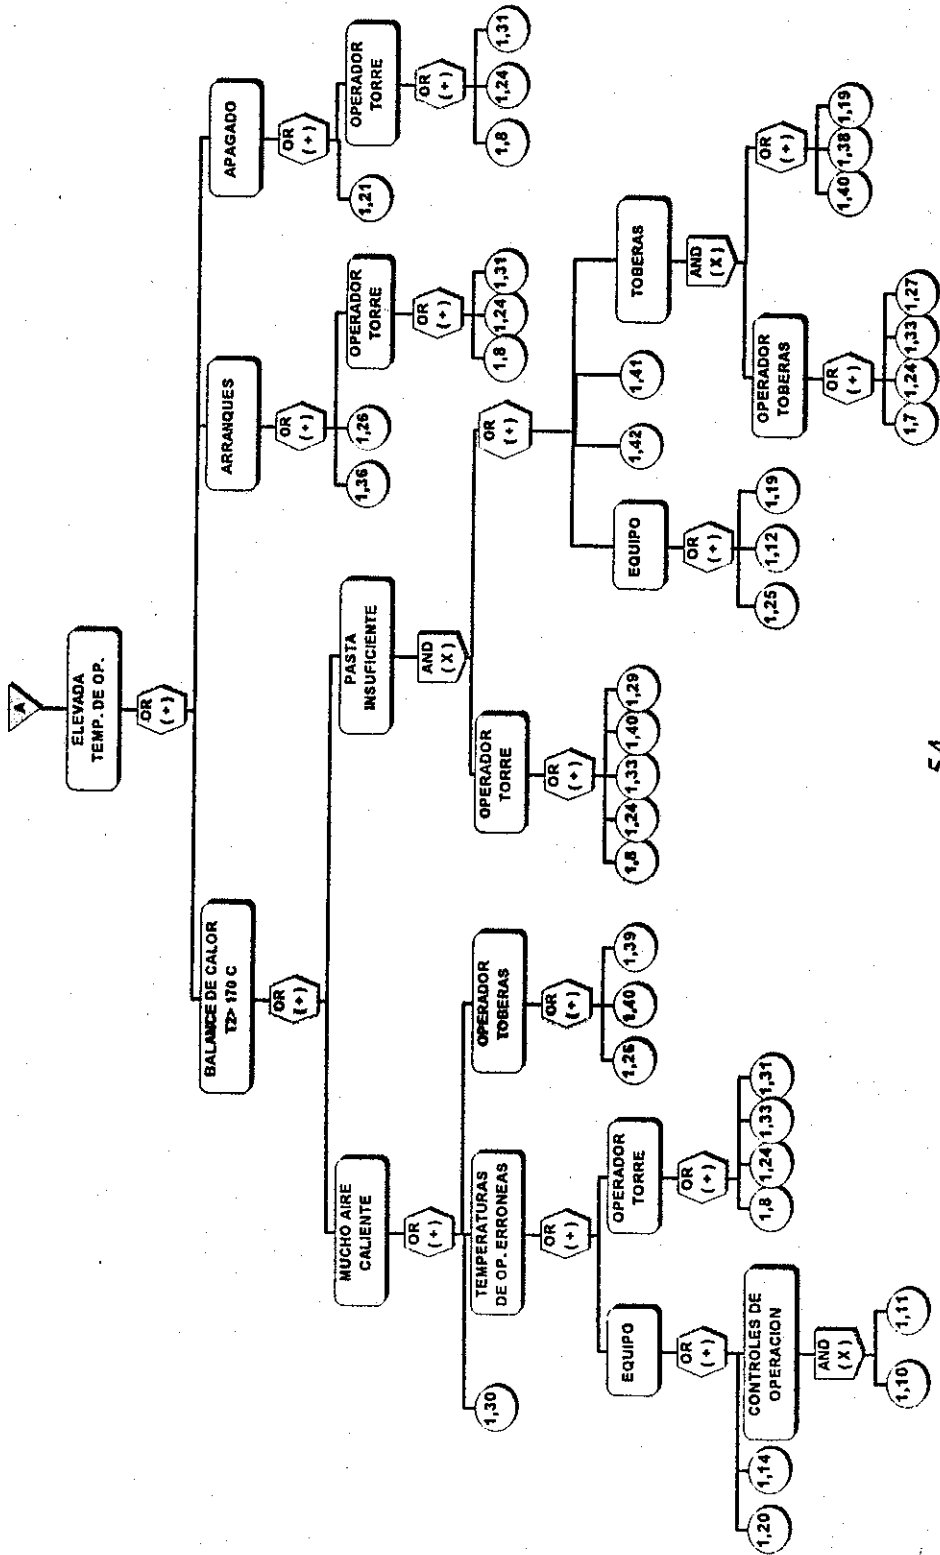 A
ELEVADA
TEMP. DE OP.
OR
(+)
BALANCE DE CALOR
T2> 170 C
ARRANQUES
APAGADO
OR
(+)
OR
(+)
OR
(+)
MUCHO AIRE
CALIENTE
PASTA
INSUFICIENTE
1,36
1,26
OPERADOR
TORRE
1,21
OPERADOR
TORRE
OR
(+)
AND
(X)
OR
(+)
OR
(+)
1,30
TEMPERATURAS
DE OP. ERRONEAS
OPERADOR
TOBERAS
OPERADOR
TORRE
OR
(+)
1,8
1,24
1,31
1,8
1,24
1,31
OR
(+)
OR
(+)
OR
(+)
EQUIPO
OPERADOR
TORRE
1,26
1,40
1,39
1,8
1,24
1,33
1,40
1,29
EQUIPO
1,42
1,41
TOBERAS
OR
(+)
OR
(+)
OR
(+)
AND
(X)
1,20
1,14
CONTROLES DE
OPERACION
1,8
1,24
1,33
1,31
1,25
1,12
1,19
OPERADOR
TOBERAS
OR
(+)
AND
(X)
OR
(+)
1,40
1,38
1,19
1,10
1,11
1,7
1,24
1,33
1,27
54